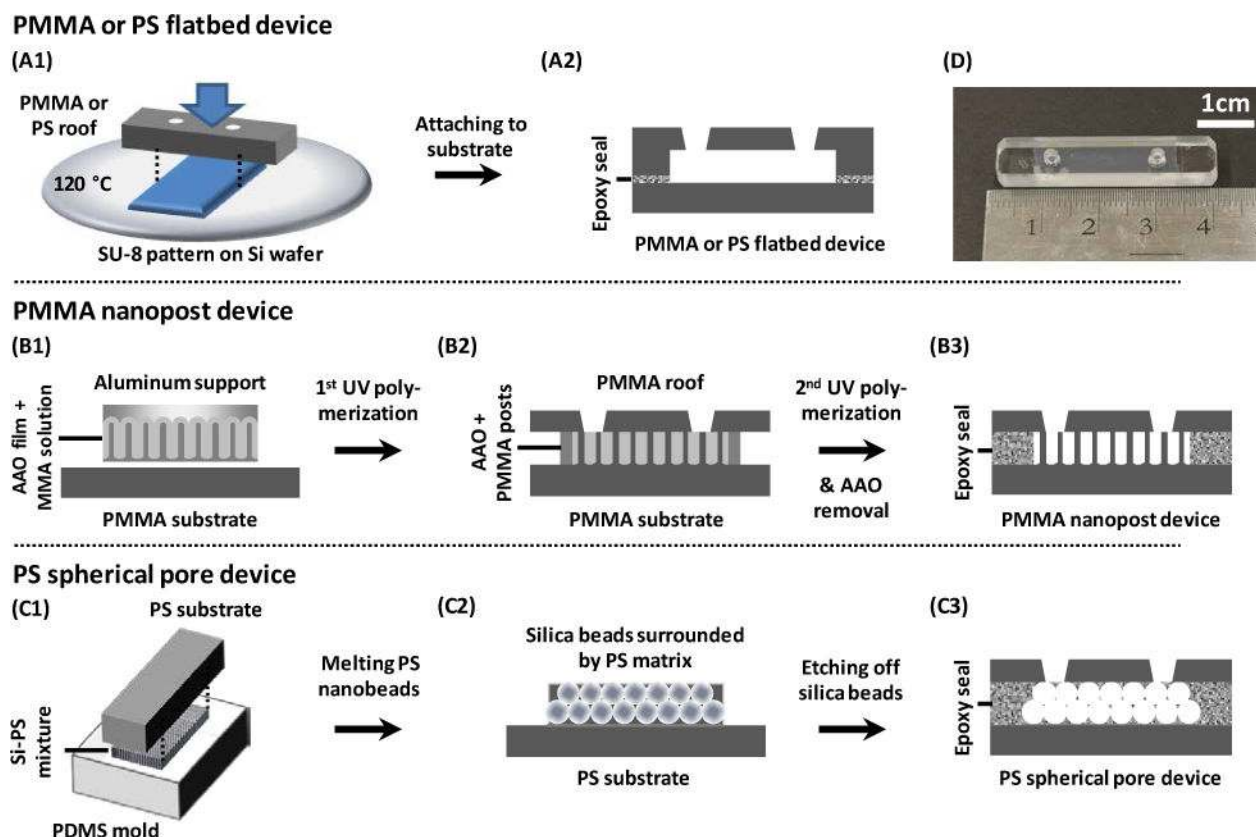 PMMA or PS flatbed device
(A1)
PMMA or
PS roof
120 °C
SU-8 pattern on Si wafer
Attaching to
substrate
(A2)
Epoxy seal
PMMA or PS flatbed device
(D)
1cm
1 2 3 4
PMMA nanopost device
(B1)
Aluminum support
AAO film +
MMA solution
PMMA substrate
1st UV poly-
merization
(B2)
PMMA roof
AAO +
PMMA posts
PMMA substrate
2nd UV poly-
merization
& AAO
removal
(B3)
Epoxy seal
PMMA nanopost device
PS spherical pore device
(C1)
PS substrate
Si-PS
mixture
PDMS mold
Melting PS
nanobeads
(C2)
Silica beads surrounded
by PS matrix
PS substrate
Etching off
silica beads
(C3)
Epoxy seal
PS spherical pore device